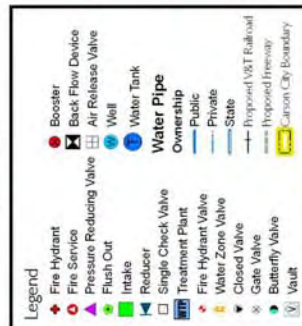 Legend
Fire Hydrant
Fire Service
Pressure Reducing Valve
Flush Out
Intake
Reducer
Single Check Valve
Treatment Plant
Fire Hydrant Valve
Water Zone Valve
Closed Valve
Gate Valve
Butterfly Valve
V Vault
Booster
Back Flow Device
Air Release Valve
W Well
T Water Tank
Water Pipe
Ownership
Public
Private
State
Proposed V&T Railroad
Proposed Freeway
Carson City Boundary